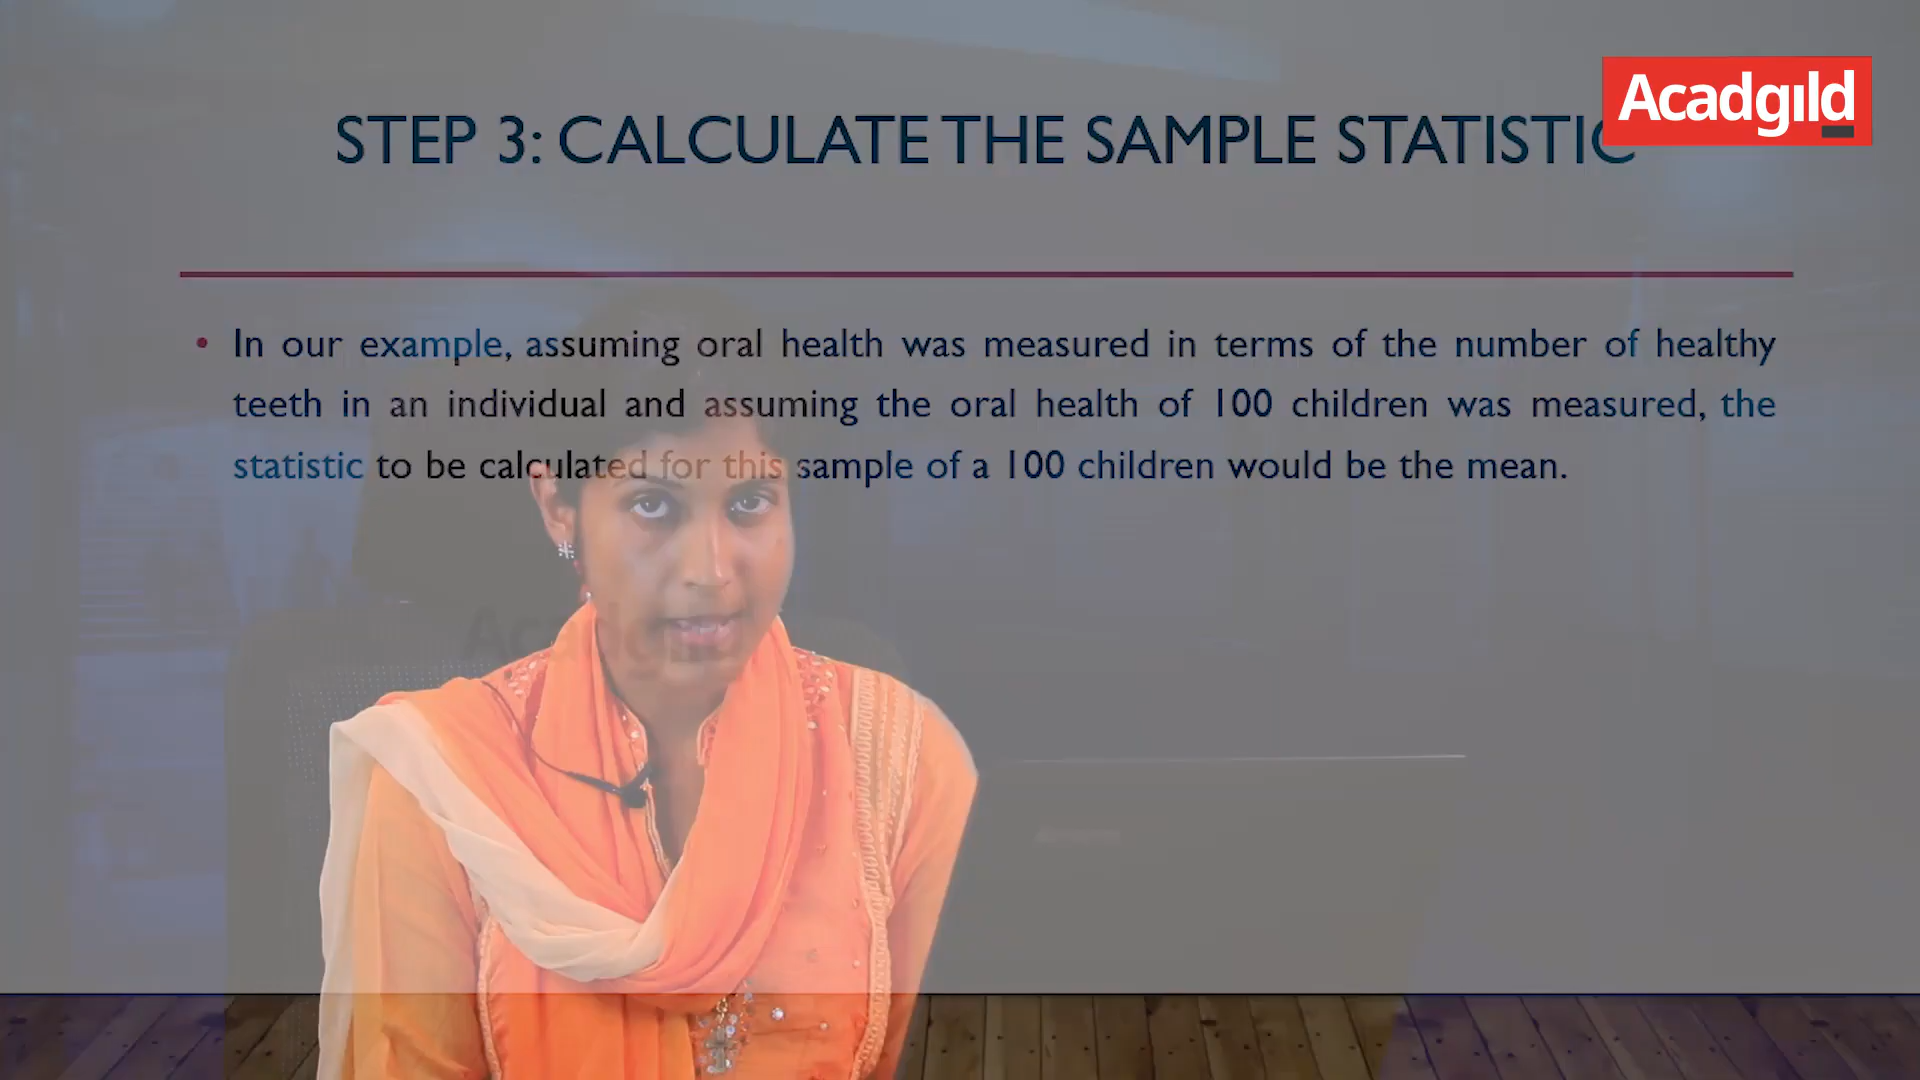 Acadgild
STEP 3: CALCULATE THE SAMPLE STATISTIC
• In our example, assuming oral health was measured in terms of the number of healthy
teeth in an individual and assuming the oral health of 100 children was measured, the
statistic to be calculated for this sample of a 100 children would be the mean.
Acadgild